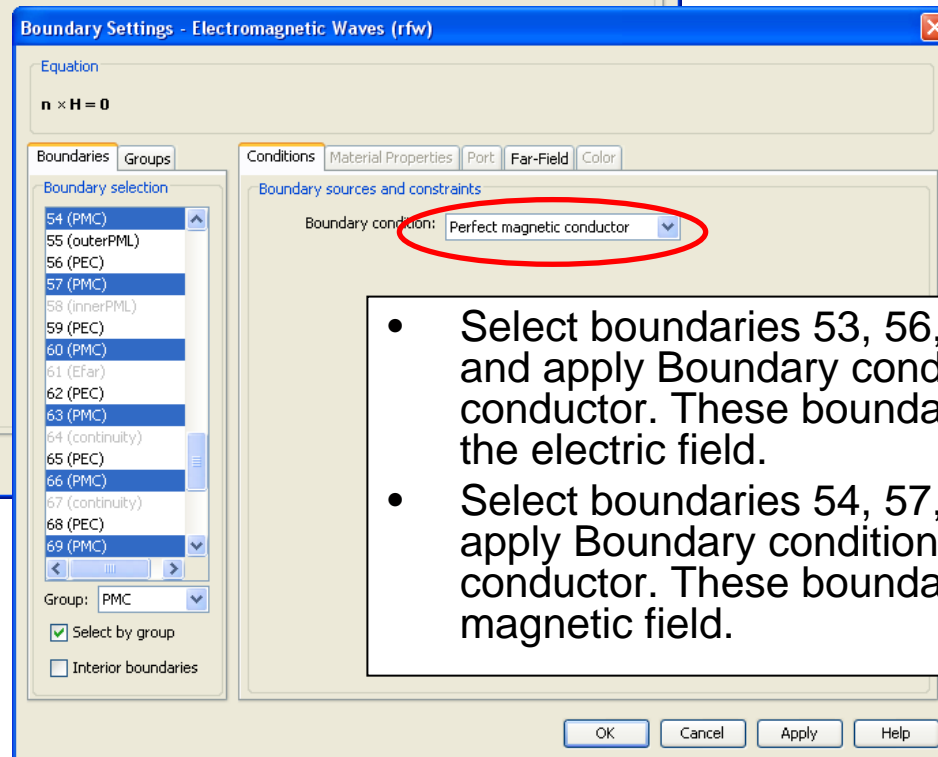 Boundary Settings - Electromagnetic Waves (rfw)
Equation
n × H = 0
Boundaries Groups
Conditions Material Properties Port Far-Field Color
Boundary selection
54 (PMC)
55 (outerPML)
56 (PEC)
57 (PMC)
58 (innerPML)
59 (PEC)
60 (PMC)
61 (Efar)
62 (PEC)
63 (PMC)
64 (continuity)
65 (PEC)
66 (PMC)
67 (continuity)
68 (PEC)
69 (PMC)
Group: PMC
Select by group
Interior boundaries
Boundary sources and constraints
Boundary condition: Perfect magnetic conductor
• Select boundaries 53, 56,
and apply Boundary cond
conductor. These bounda
the electric field.
• Select boundaries 54, 57,
apply Boundary condition
conductor. These bounda
magnetic field.
OK Cancel Apply Help